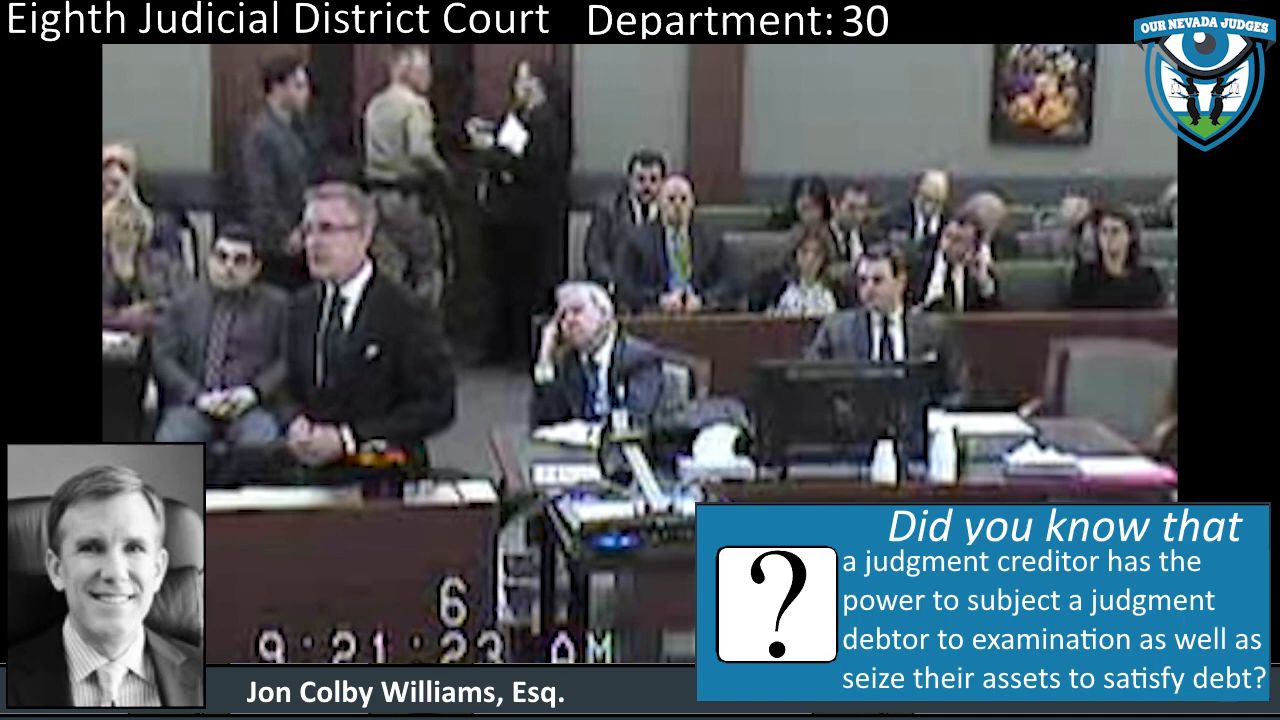 Eighth Judicial District Court Department: 30
OUR NEVADA JUDGES
Did you know that
?
a judgment creditor has the
power to subject a judgment
debtor to examination as well as
seize their assets to satisfy debt?
6
9:21:23 AM
Jon Colby Williams, Esq.